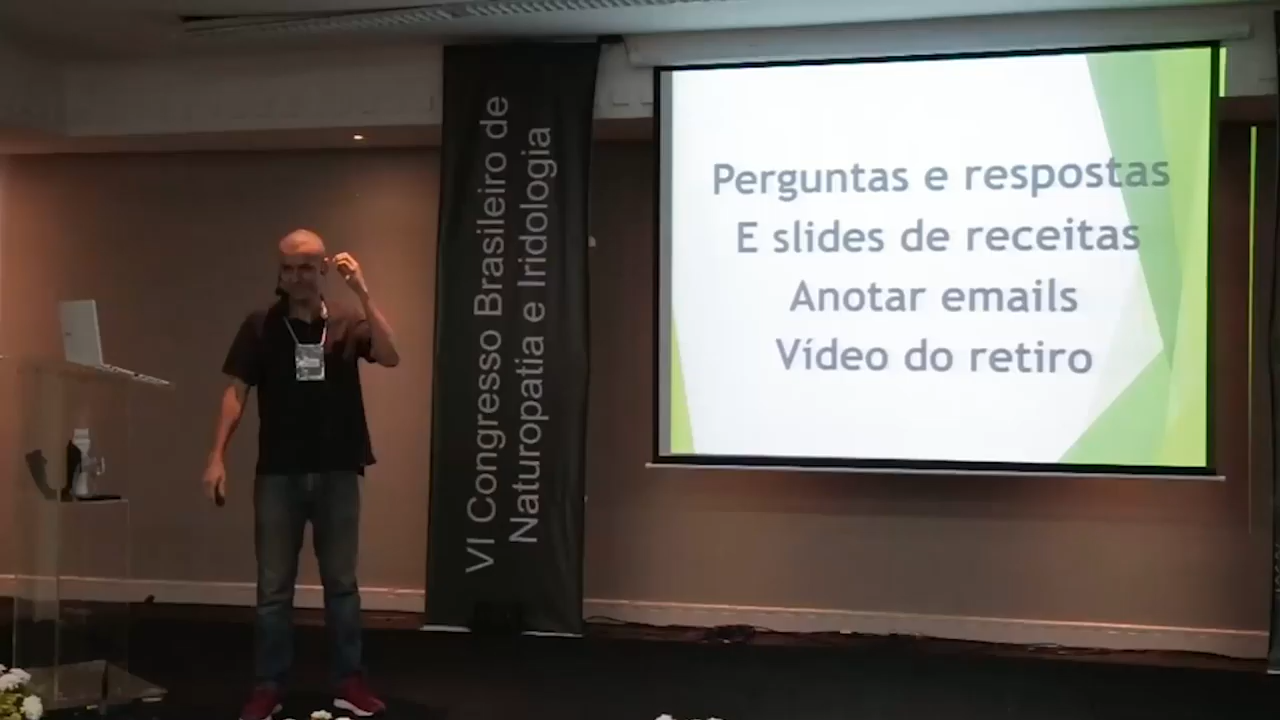 VI Congresso Brasileiro de
Naturopatia e Iridologia
Perguntas e respostas
E slides de receitas
Anotar emails
Vídeo do retiro